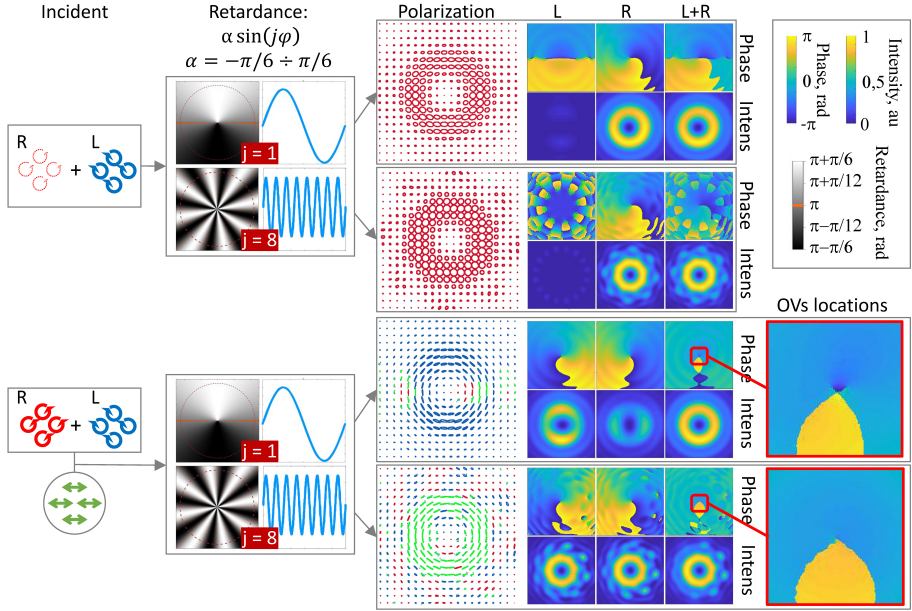 Incident
Retardance:
α sin(jφ)
α = −π/6 ÷ π/6
Polarization
L
R
L+R
R
L
+
j = 1
j = 8
Phase
Intens
Phase
Intens
π
0
-π
Phase, rad
1
0,5
0
Intensity, au
π+π/6
π+π/12
π
π−π/12
π−π/6
Retardance, rad
OVs locations
R
L
+
j = 1
j = 8
Phase
Intens
Phase
Intens